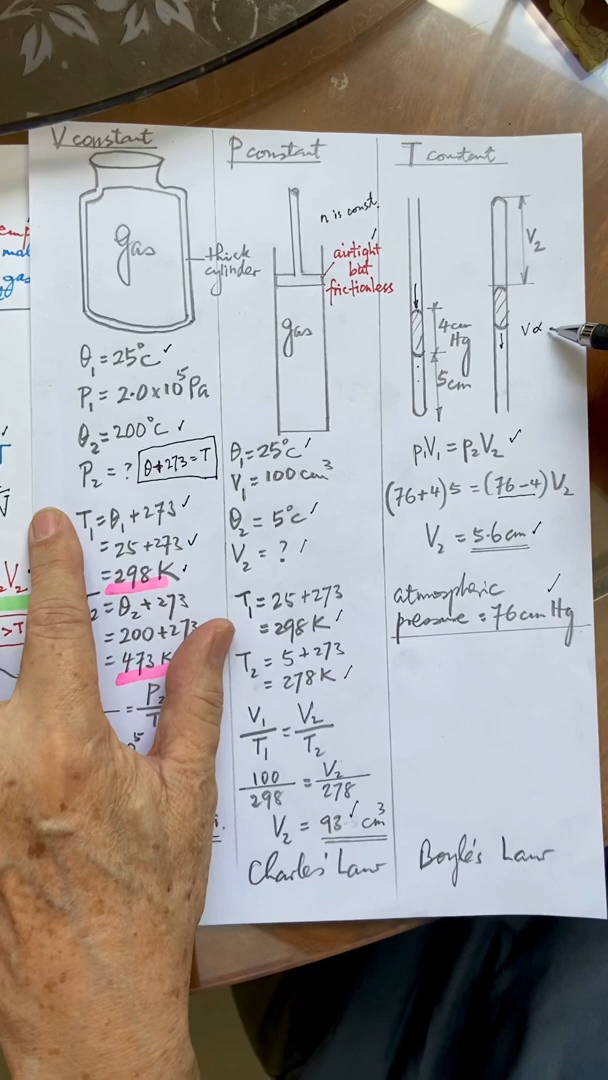 V constant
gas
thick
cylinder
θ₁ = 25°C ✓
P₁ = 2.0 x 10⁵ Pa
θ₂ = 200°C ✓
P₂ = ?
θ + 273 = T
T₁ = θ₁ + 273 ✓
= 25 + 273 ✓
= 298 K ✓
= θ₂ + 273
= 200 + 273
= 473 K
P constant
n is const.
airtight
but
frictionless
gas
θ₁ = 25°C ✓
V₁ = 100 cm³
θ₂ = 5°C ✓
V₂ = ? ✓
T₁ = 25 + 273
= 298 K ✓
T₂ = 5 + 273
= 278 K ✓
V₁/T₁ = V₂/T₂
100/298 = V₂/278
V₂ = 93 ✓ cm³
Charles' Law
T constant
V₂
4 cm
Hg
5 cm
V∝
P₁V₁ = P₂V₂ ✓
(76+4)5 = (76-4)V₂
V₂ = 5.6 cm ✓
atmospheric ✓
pressure = 76 cm Hg
Boyle's Law